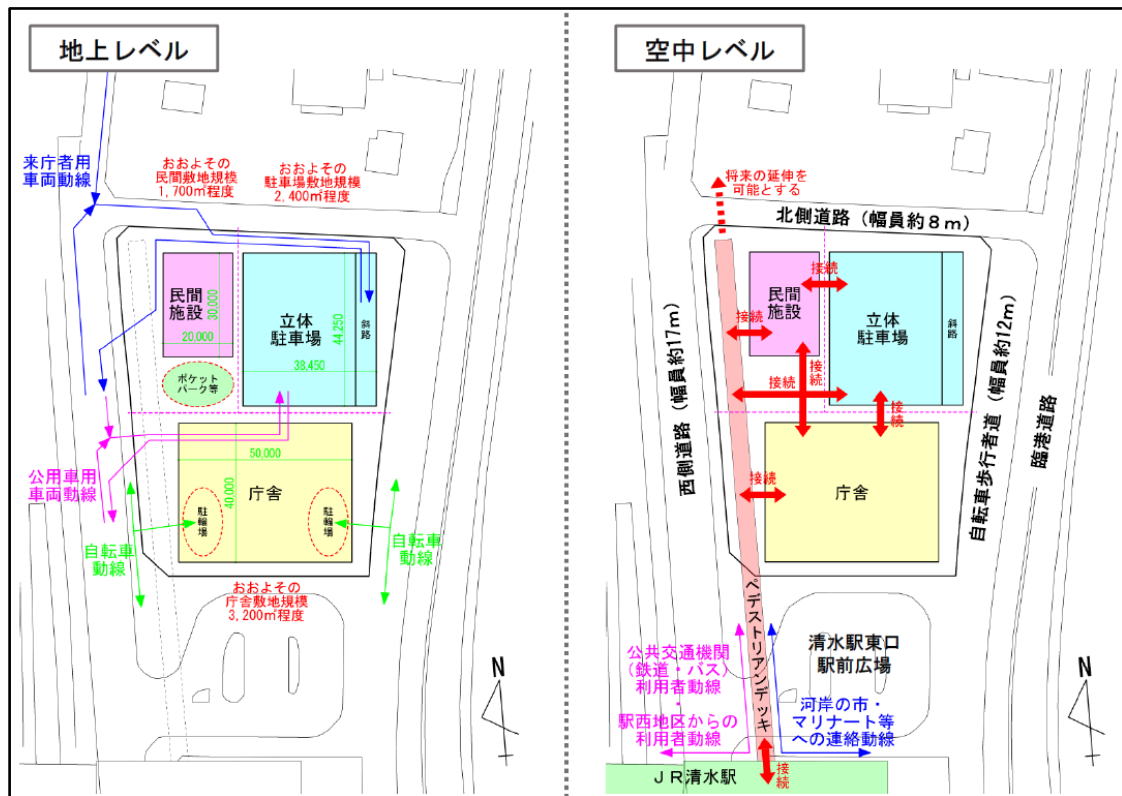 地上レベル
来庁者用
車両動線
おおよその
民間敷地規模
1,700㎡程度
おおよその
駐車場敷地規模
2,400㎡程度
民間
施設
30,000
20,000
立体
駐車場
44,250
38,450
斜路
ポケット
パーク等
公用車用
車両動線
50,000
40,000
庁舎
駐輪場
駐輪場
自転車
動線
自転車
動線
おおよその
庁舎敷地規模
3,200㎡程度
N
空中レベル
将来の延伸を
可能とする
北側道路（幅員約８ｍ）
接続
民間
施設
接続
立体
駐車場
斜路
接続
接続
接続
西側道路（幅員約17m）
自転車歩行者道（幅員約12m）
臨港道路
接続
庁舎
ペデストリアンデッキ
公共交通機関
（鉄道・バス）
利用者動線
・
駅西地区からの
利用者動線
清水駅東口
駅前広場
河岸の市・
マリナート等
への連絡動線
N
接続
ＪＲ清水駅